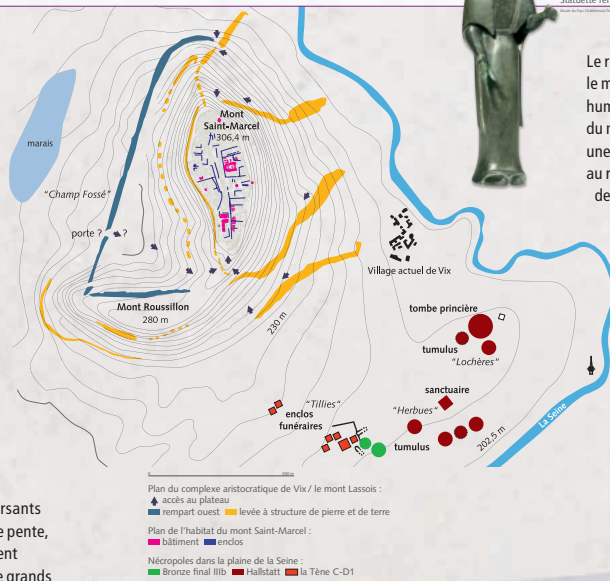 Statuette fém
Le r
le m
hum
du m
une
au r
de
Mont
Saint-Marcel
306,4 m
marais
"Champ Fossé"
porte ?
?
Village actuel de Vix
Mont Roussillon
280 m
230 m
tombe princière
tumulus
"Lochères"
sanctuaire
"Tillies"
"Herbues"
enclos
funéraires
tumulus
202,5 m
La Seine
rsants
e pente,
ent
e grands
Plan du complexe aristocratique de Vix / le mont Lassois :
accès au plateau
rempart ouest levée à structure de pierre et de terre
Plan de l'habitat du mont Saint-Marcel :
bâtiment enclos
Nécropoles dans la plaine de la Seine :
Bronze final IIIb Hallstatt la Tène C-D1